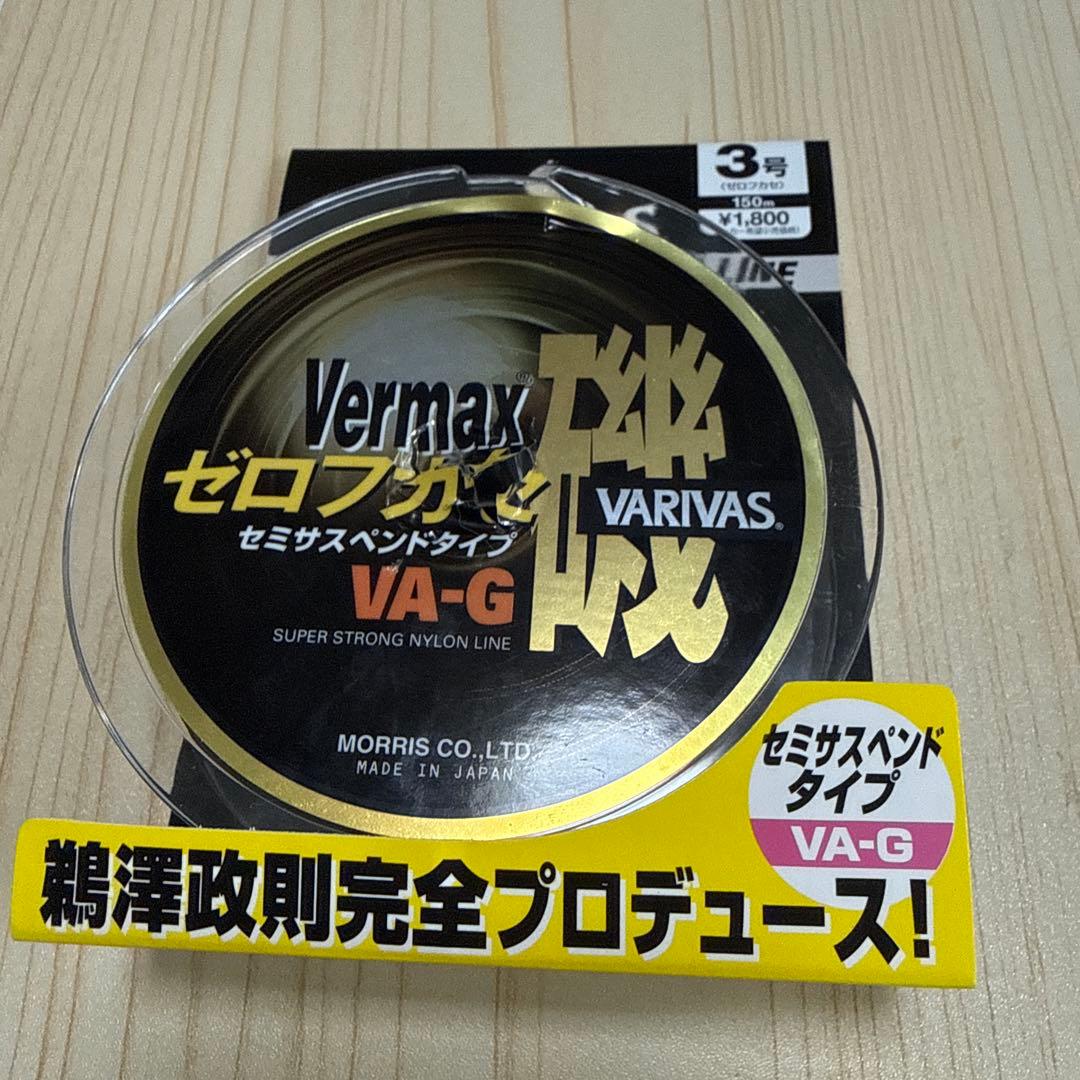 3号
(ゼロフカセ)
150m
¥1,800
LINE
Vermax
磯
VARIVAS®
ゼロフカセ
セミサスペンドタイプ
VA-G
SUPER STRONG NYLON LINE
MORRIS CO.,LTD.
MADE IN JAPAN
セミサスペンド
タイプ
VA-G
鵜澤政則完全プロデュース!